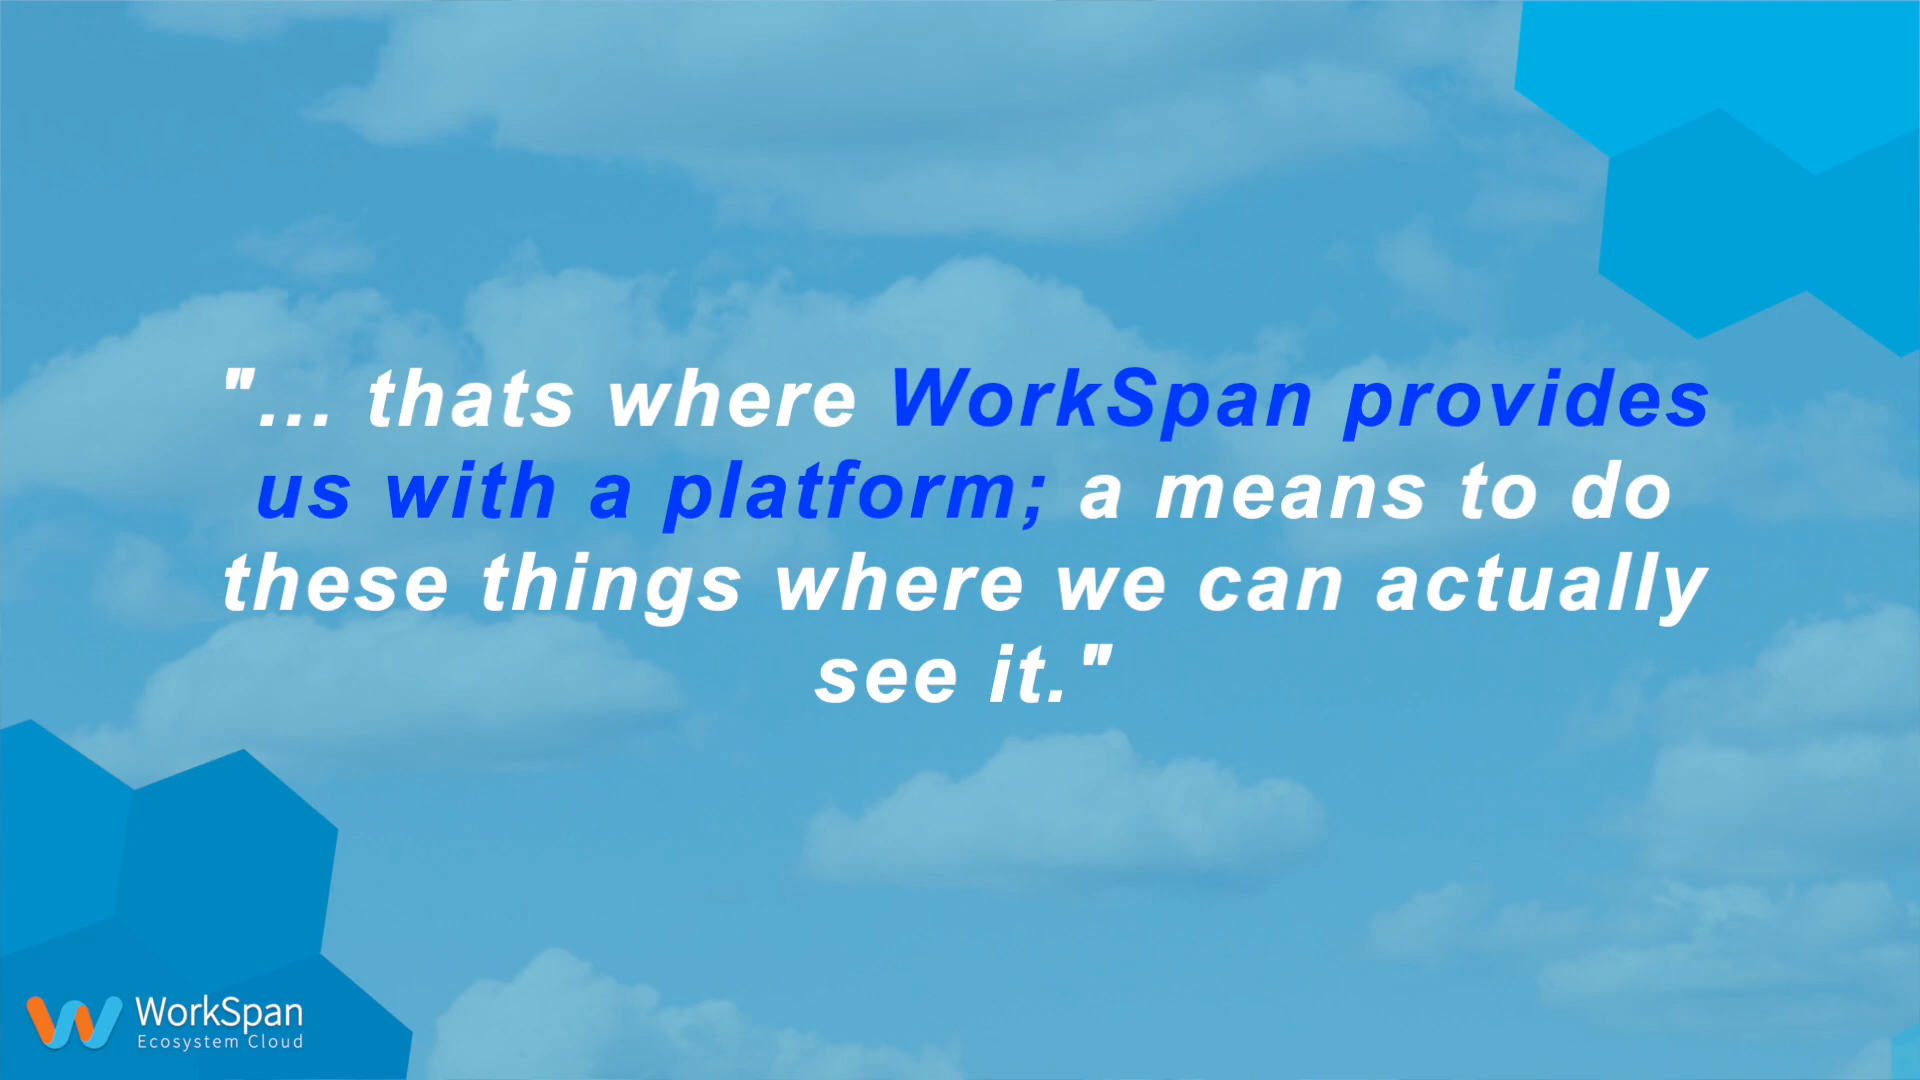 "... thats where WorkSpan provides
us with a platform; a means to do
these things where we can actually
see it."
WorkSpan
Ecosystem Cloud